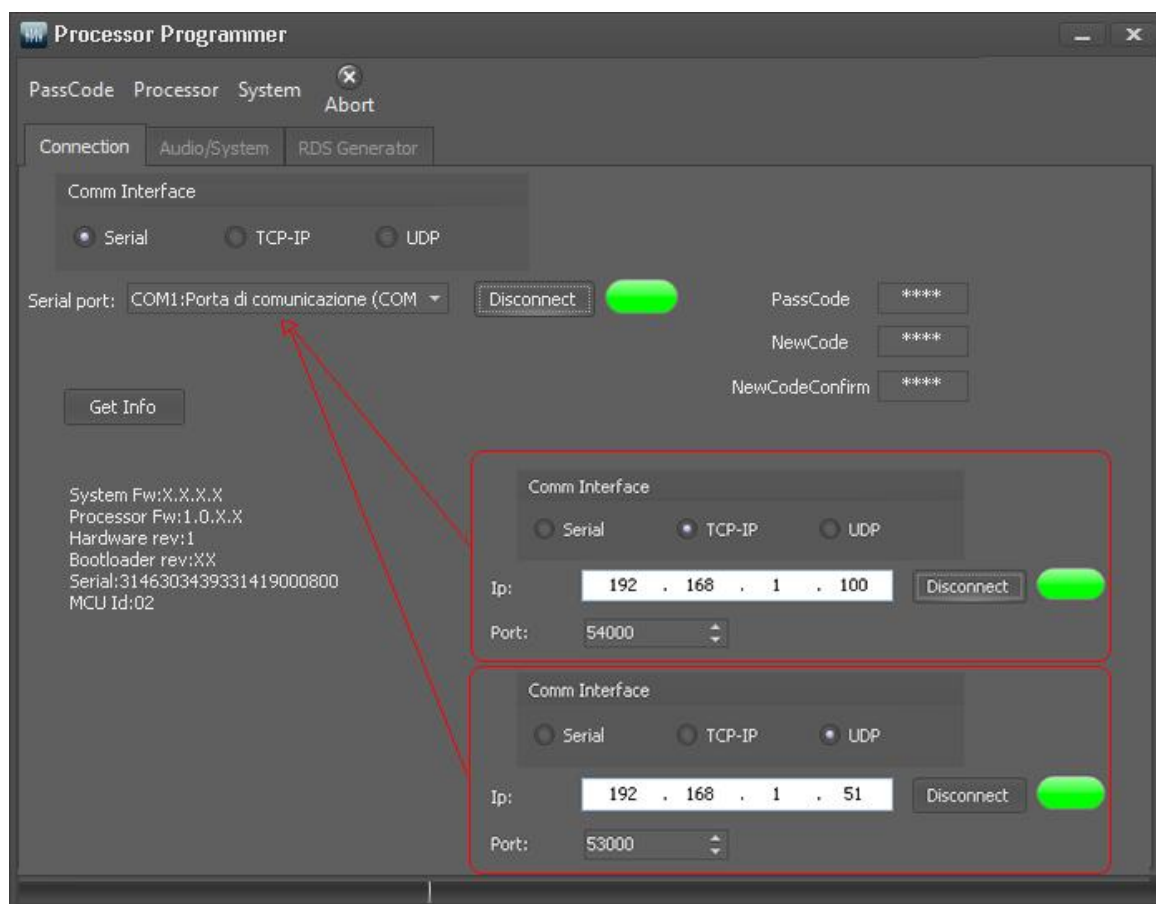 Processor Programmer
PassCode Processor System Abort
Connection Audio/System RDS Generator
Comm Interface
Serial TCP-IP UDP
Serial port: COM1:Porta di comunicazione (COM Disconnect
PassCode ****
NewCode ****
NewCodeConfirm ****
Get Info
System Fw:X.X.X.X
Processor Fw:1.0.X.X
Hardware rev:1
Bootloader rev:XX
Serial:3146303439331419000800
MCU Id:02
Comm Interface
Serial TCP-IP UDP
Ip: 192 . 168 . 1 . 100 Disconnect
Port: 54000
Comm Interface
Serial TCP-IP UDP
Ip: 192 . 168 . 1 . 51 Disconnect
Port: 53000